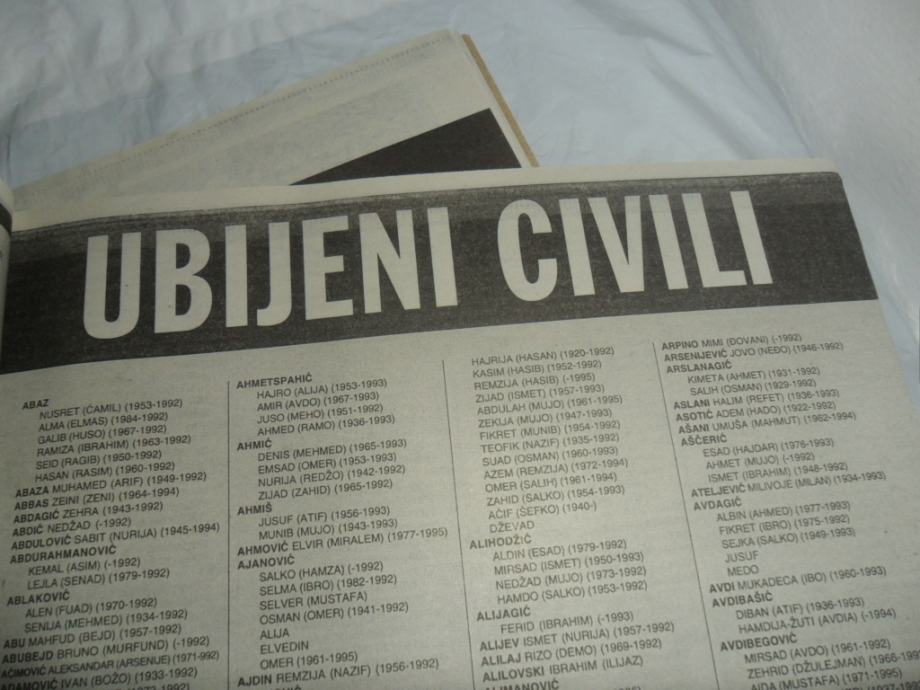 UBIJENI CIVILI
ABAZ
NUSRET (ĆAMIL) (1953-1992)
ALMA (ELMAS) (1984-1992)
GALIB (HUSO) (1967-1992)
RAMIZA (IBRAHIM) (1963-1992)
SEID (RAGIB) (1950-1992)
HASAN (RASIM) (1960-1992)
ABAZA MUHAMED (ARIF) (1949-1992)
ABBAS ZEINI (ZENI) (1964-1994)
ABDAGIĆ ZEHRA (1943-1992)
ABDIĆ NEDŽAD (-1992)
ABDULOVIĆ SABIT (NURIJA) (1945-1994)
ABDURAHMANOVIĆ
KEMAL (ASIM) (-1992)
LEJLA (SENAD) (1979-1992)
ABLAKOVIĆ
ALEN (FUAD) (1970-1992)
SENIJA (MEHMED) (1934-1992)
ABU MAHFUD (BEJD) (1957-1992)
ABUBEJD BRUNO (MURFUND) (-1992)
AĆIMOVIĆ ALEKSANDAR (ARSENIJE) (1971-992)
ADAMOVIĆ IVAN (BOŽO) (1933-1992)
AHMETSPAHIĆ
HAJRO (ALIJA) (1953-1993)
AMIR (AVDO) (1967-1993)
JUSO (MEHO) (1951-1992)
AHMED (RAMO) (1936-1993)
AHMIĆ
DENIS (MEHMED) (1965-1993)
EMSAD (OMER) (1953-1993)
NURIJA (REDŽO) (1942-1992)
ZIJAD (ZAHID) (1965-1992)
AHMIŠ
JUSUF (ATIF) (1956-1993)
MUNIB (MUJO) (1943-1993)
AHMOVIĆ ELVIR (MIRALEM) (1977-1995)
AJANOVIĆ
SALKO (HAMZA) (-1992)
SELMA (IBRO) (1982-1992)
SELVER (MUSTAFA)
OSMAN (OMER) (1941-1992)
ALIJA
ELVEDIN
OMER (1961-1995)
AJDIN REMZIJA (NAZIF) (1956-1992)
HAJRIJA (HASAN) (1920-1992)
KASIM (HASIB) (1952-1992)
REMZIJA (HASIB) (-1995)
ZIJAD (ISMET) (1957-1993)
ABDULAH (MUJO) (1961-1995)
ZEKIJA (MUJO) (1947-1993)
FIKRET (MUNIB) (1954-1992)
TEOFIK (NAZIF) (1935-1992)
SUAD (OSMAN) (1960-1993)
AZEM (REMZIJA) (1972-1994)
OMER (SALIH) (1961-1994)
ZAHID (SALKO) (1954-1993)
AĆIF (ŠEFKO) (1940-)
DŽEVAD
ALIHODŽIĆ
ALDIN (ESAD) (1979-1992)
MIRSAD (ISMET) (1950-1993)
NEDŽAD (MUJO) (1973-1992)
HAMDO (SALKO) (1953-1992)
ALIJAGIĆ
FERID (IBRAHIM) (-1993)
ALIJEV ISMET (NURIJA) (1957-1992)
ALILAJ RIZO (DEMO) (1969-1992)
ALILOVSKI IBRAHIM (ILIJAZ)
ALIMANOVIĆ
ARPINO MIMI (ĐOVANI) (-1992)
ARSENIJEVIĆ JOVO (NEĐO) (1946-1992)
ARSLANAGIĆ
KIMETA (AHMET) (1931-1992)
SALIH (OSMAN) (1929-1992)
ASLANI HALIM (REFET) (1936-1993)
ASOTIĆ ADEM (HADO) (1922-1992)
AŠANI UMUŠA (MAHMUT) (1962-1994)
AŠĆERIĆ
ESAD (HAJDAR) (1976-1993)
AHMET (MUJO) (-1992)
ISMET (IBRAHIM) (1948-1992)
ATELJEVIĆ MILIVOJE (MILAN) (1934-1993)
AVDAGIĆ
ALBIN (AHMED) (1977-1993)
FIKRET (IBRO) (1975-1992)
SEJKA (SALKO) (1949-1993)
JUSUF
MEDO
AVDI MUKADECA (IBO) (1960-1993)
AVDIBAŠIĆ
DIBAN (ATIF) (1936-1993)
HAMDIJA-ŽUTI (AVDIA) (-1994)
AVDIBEGOVIĆ
MIRSAD (AVDO) (1961-1992)
ZEHRID (DŽULEJMAN) (1966-199
AIDA (MUSTAFA) (1971-1995)